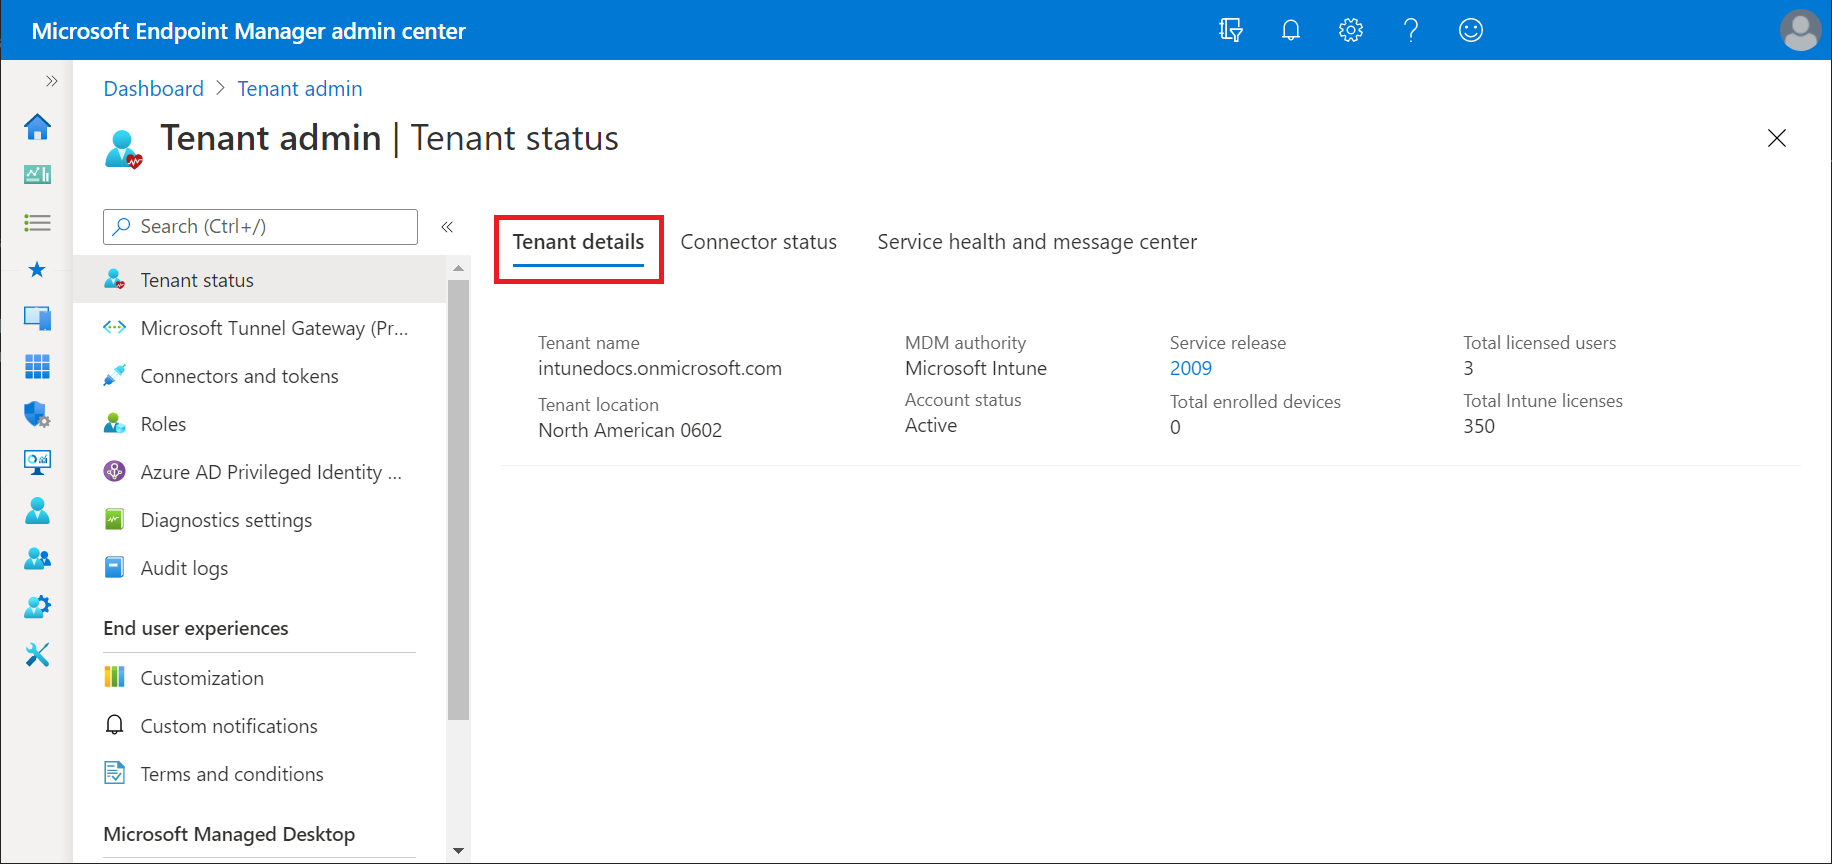 Microsoft Endpoint Manager admin center
Dashboard > Tenant admin
Tenant admin | Tenant status
Search (Ctrl+/)
Tenant status
Microsoft Tunnel Gateway (Pr...
Connectors and tokens
Roles
Azure AD Privileged Identity ...
Diagnostics settings
Audit logs
End user experiences
Customization
Custom notifications
Terms and conditions
Microsoft Managed Desktop
Tenant details
Connector status
Service health and message center
Tenant name
intunedocs.onmicrosoft.com
Tenant location
North American 0602
MDM authority
Microsoft Intune
Account status
Active
Service release
2009
Total enrolled devices
0
Total licensed users
3
Total Intune licenses
350